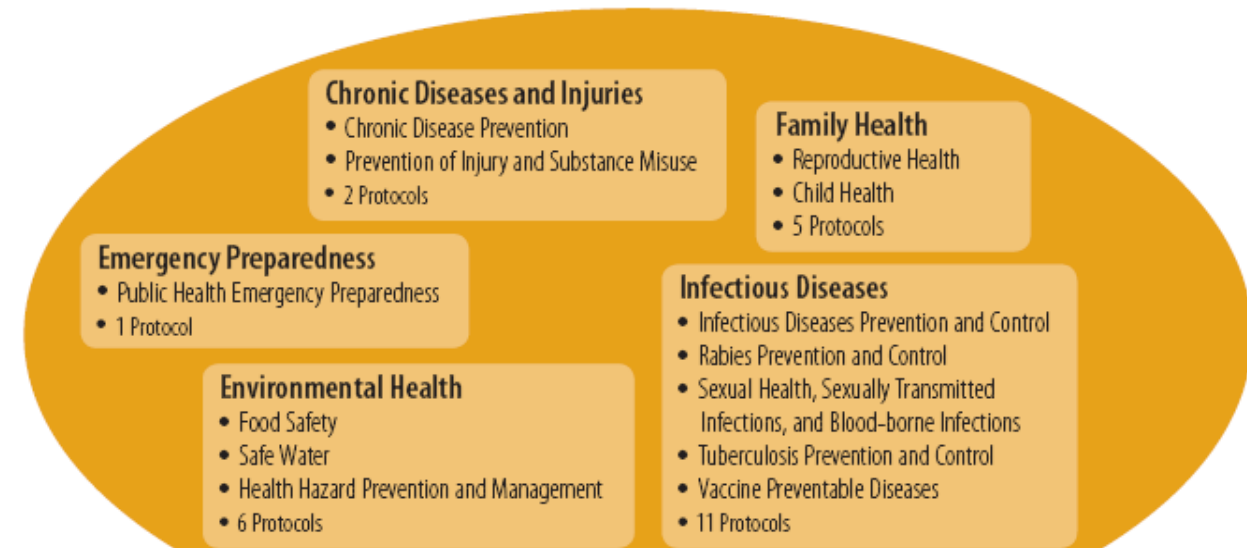 Chronic Diseases and Injuries
• Chronic Disease Prevention
• Prevention of Injury and Substance Misuse
• 2 Protocols
Family Health
• Reproductive Health
• Child Health
• 5 Protocols
Emergency Preparedness
• Public Health Emergency Preparedness
• 1 Protocol
Infectious Diseases
• Infectious Diseases Prevention and Control
• Rabies Prevention and Control
• Sexual Health, Sexually Transmitted
Infections, and Blood-borne Infections
• Tuberculosis Prevention and Control
• Vaccine Preventable Diseases
• 11 Protocols
Environmental Health
• Food Safety
• Safe Water
• Health Hazard Prevention and Management
• 6 Protocols